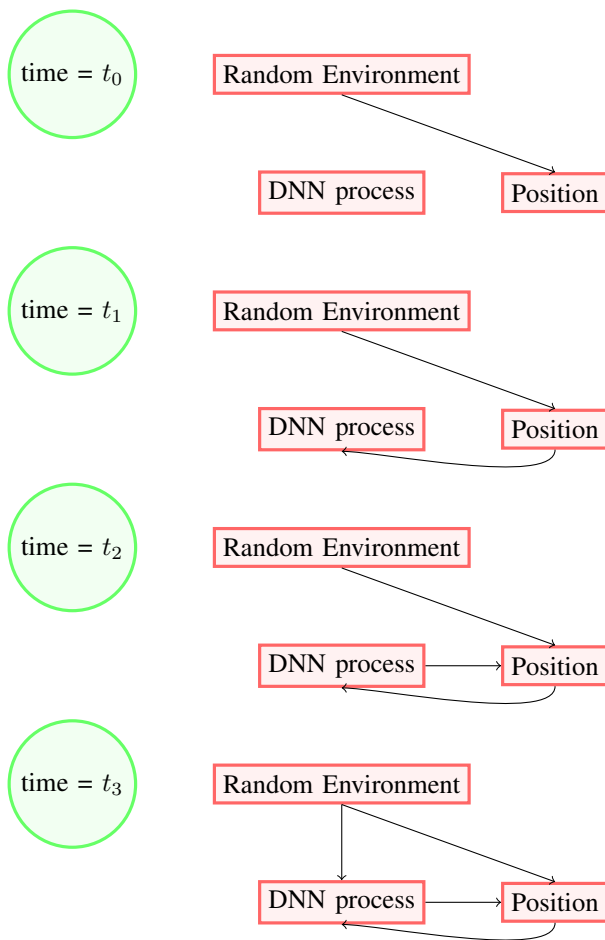 time = t₀
Random Environment
DNN process
Position
time = t₁
Random Environment
DNN process
Position
time = t₂
Random Environment
DNN process
Position
time = t₃
Random Environment
DNN process
Position